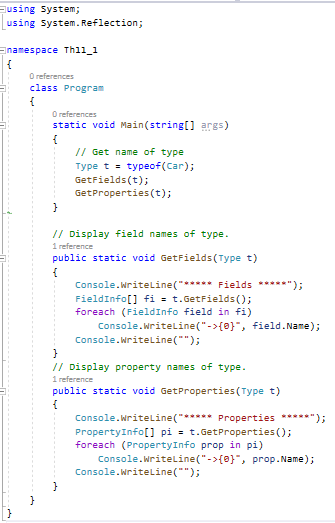 using System;
using System.Reflection;
namespace Th11_1
{
0 references
class Program
{
0 references
static void Main(string[] args)
{
// Get name of type
Type t = typeof(Car);
GetFields(t);
GetProperties(t);
}
// Display field names of type.
1 reference
public static void GetFields(Type t)
{
Console.WriteLine("***** Fields *****");
FieldInfo[] fi = t.GetFields();
foreach (FieldInfo field in fi)
Console.WriteLine("->{0}", field.Name);
Console.WriteLine("");
}
// Display property names of type.
1 reference
public static void GetProperties(Type t)
{
Console.WriteLine("***** Properties *****");
PropertyInfo[] pi = t.GetProperties();
foreach (PropertyInfo prop in pi)
Console.WriteLine("->{0}", prop.Name);
Console.WriteLine("");
}
}
}